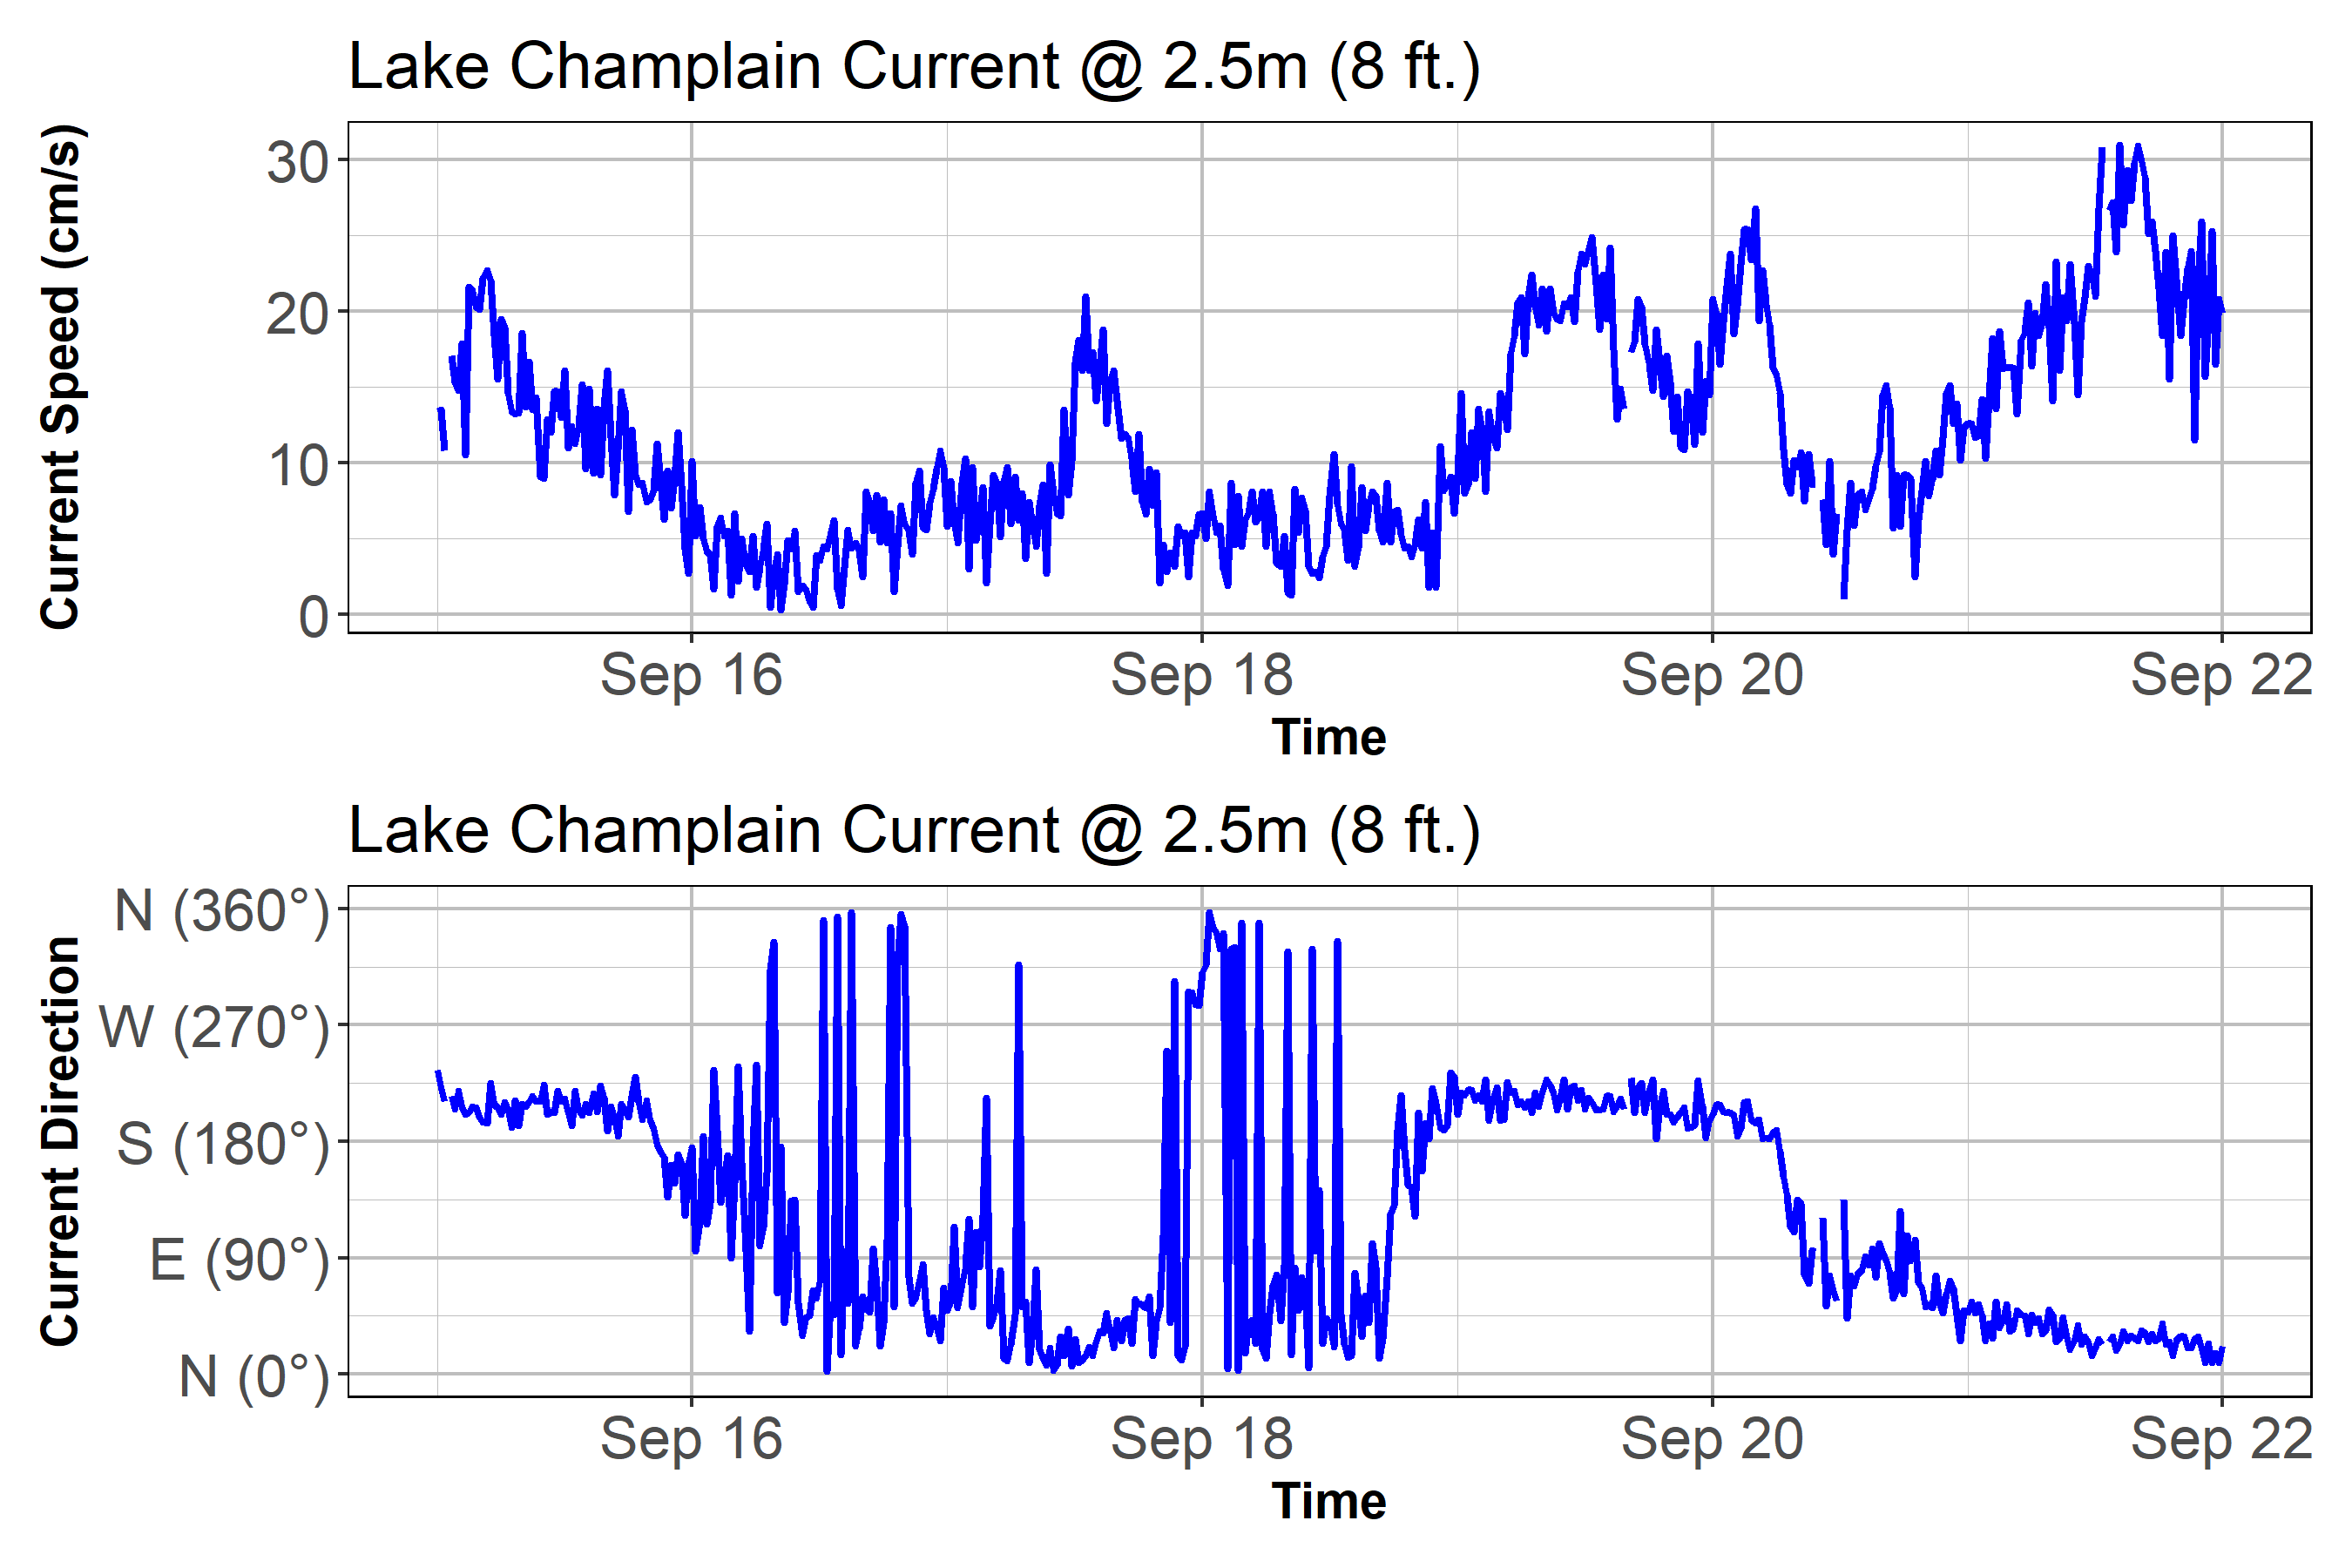 Lake Champlain Current @ 2.5m (8 ft.)
Current Speed (cm/s)
30
20
10
0
Sep 16 Sep 18 Sep 20 Sep 22
Time
Lake Champlain Current @ 2.5m (8 ft.)
Current Direction
N (360°)
W (270°)
S (180°)
E (90°)
N (0°)
Sep 16 Sep 18 Sep 20 Sep 22
Time